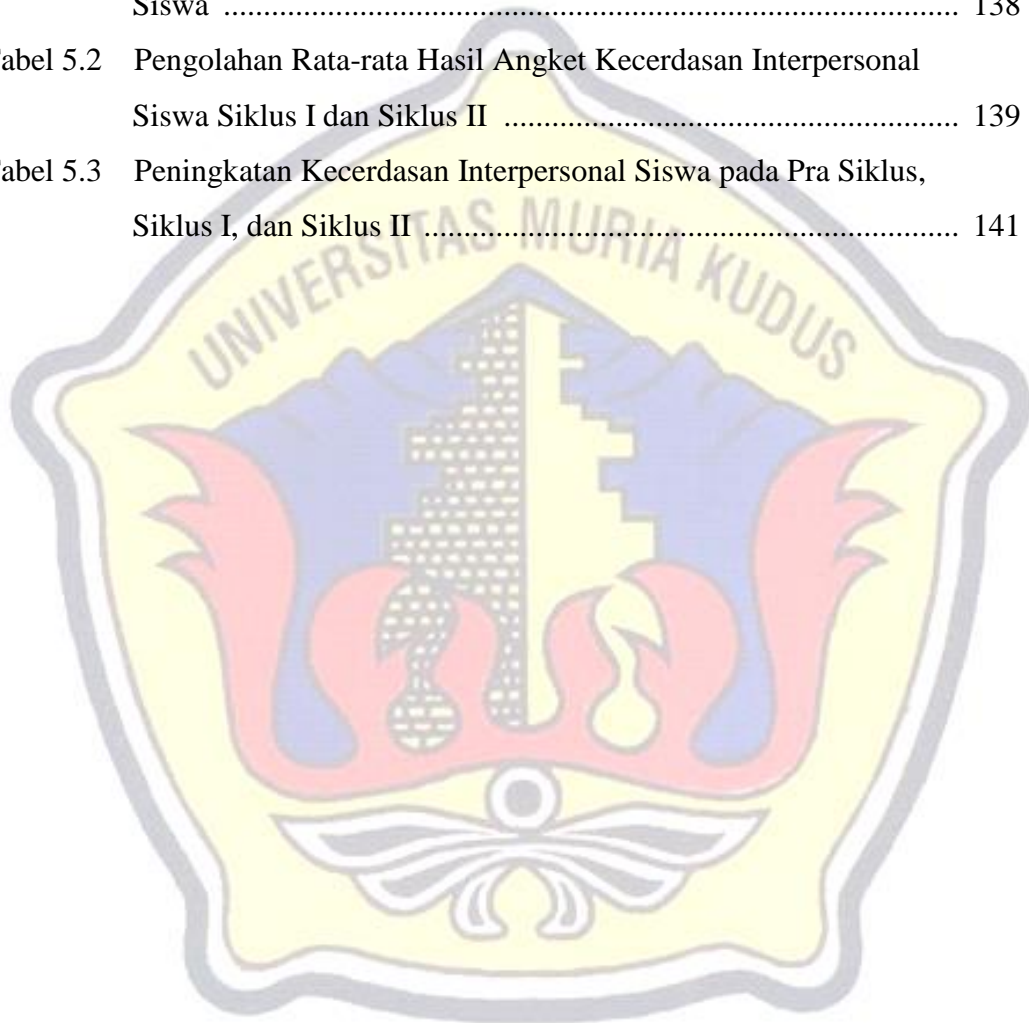 Siswa .......................................................................................... 138
Tabel 5.2 Pengolahan Rata-rata Hasil Angket Kecerdasan Interpersonal
Siswa Siklus I dan Siklus II ........................................................ 139
Tabel 5.3 Peningkatan Kecerdasan Interpersonal Siswa pada Pra Siklus,
Siklus I, dan Siklus II .................................................................. 141
UNIVERSITAS MURIA KUDUS